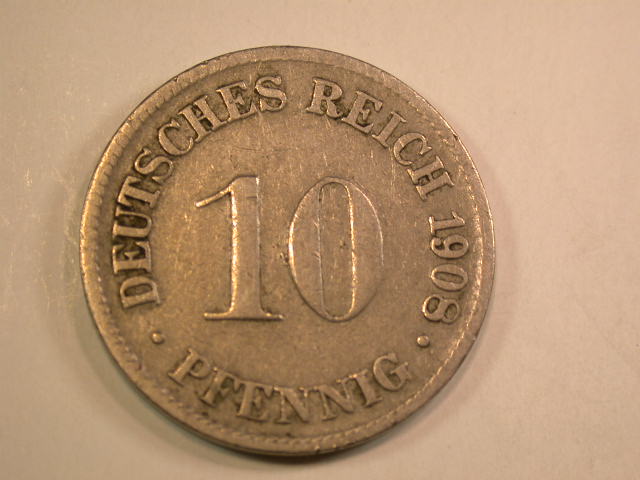 DEUTSCHES REICH 1908
10
· PFENNIG ·